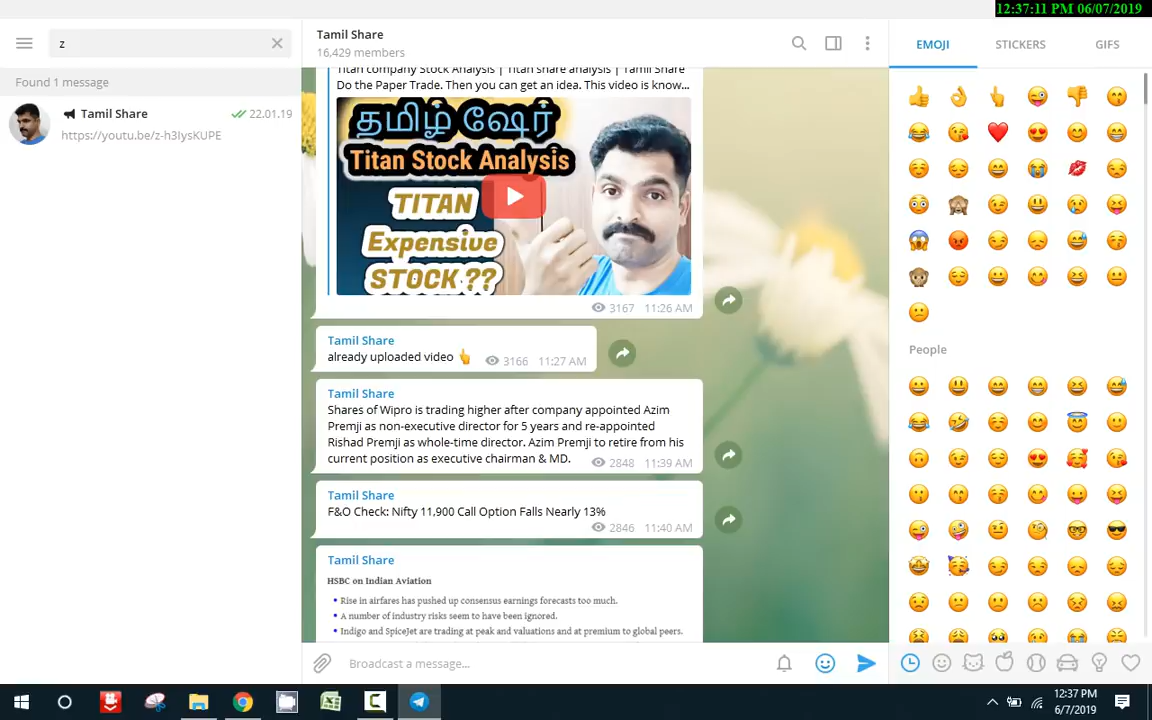 12:37:11 PM 06/07/2019
z
Found 1 message
Tamil Share
22.01.19
https://youtu.be/z-h3IysKUPE
Tamil Share
16,429 members
Titan company Stock Analysis | Titan share analysis | Tamil Share
Do the Paper Trade. Then you can get an idea. This video is know...
தமிழ் ஷேர்
Titan Stock Analysis
TITAN
Expensive
STOCK ??
3167 11:26 AM
Tamil Share
already uploaded video
3166 11:27 AM
Tamil Share
Shares of Wipro is trading higher after company appointed Azim
Premji as non-executive director for 5 years and re-appointed
Rishad Premji as whole-time director. Azim Premji to retire from his
current position as executive chairman & MD.
2848 11:39 AM
Tamil Share
F&O Check: Nifty 11,900 Call Option Falls Nearly 13%
2846 11:40 AM
Tamil Share
HSBC on Indian Aviation
• Rise in airfares has pushed up consensus earnings forecasts too much.
• A number of industry risks seem to have been ignored.
• Indigo and SpiceJet are trading at peak and valuations and at premium to global peers.
Broadcast a message...
EMOJI STICKERS GIFS
People
12:37 PM
6/7/2019